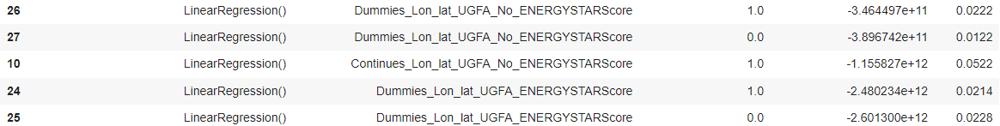 26 LinearRegression() Dummies_Lon_lat_UGFA_No_ENERGYSTARScore 1.0 -3.464497e+11 0.0222
27 LinearRegression() Dummies_Lon_lat_UGFA_No_ENERGYSTARScore 0.0 -3.896742e+11 0.0122
10 LinearRegression() Continues_Lon_lat_UGFA_No_ENERGYSTARScore 1.0 -1.155827e+12 0.0522
24 LinearRegression() Dummies_Lon_lat_UGFA_ENERGYSTARScore 1.0 -2.480234e+12 0.0214
25 LinearRegression() Dummies_Lon_lat_UGFA_ENERGYSTARScore 0.0 -2.601300e+12 0.0228